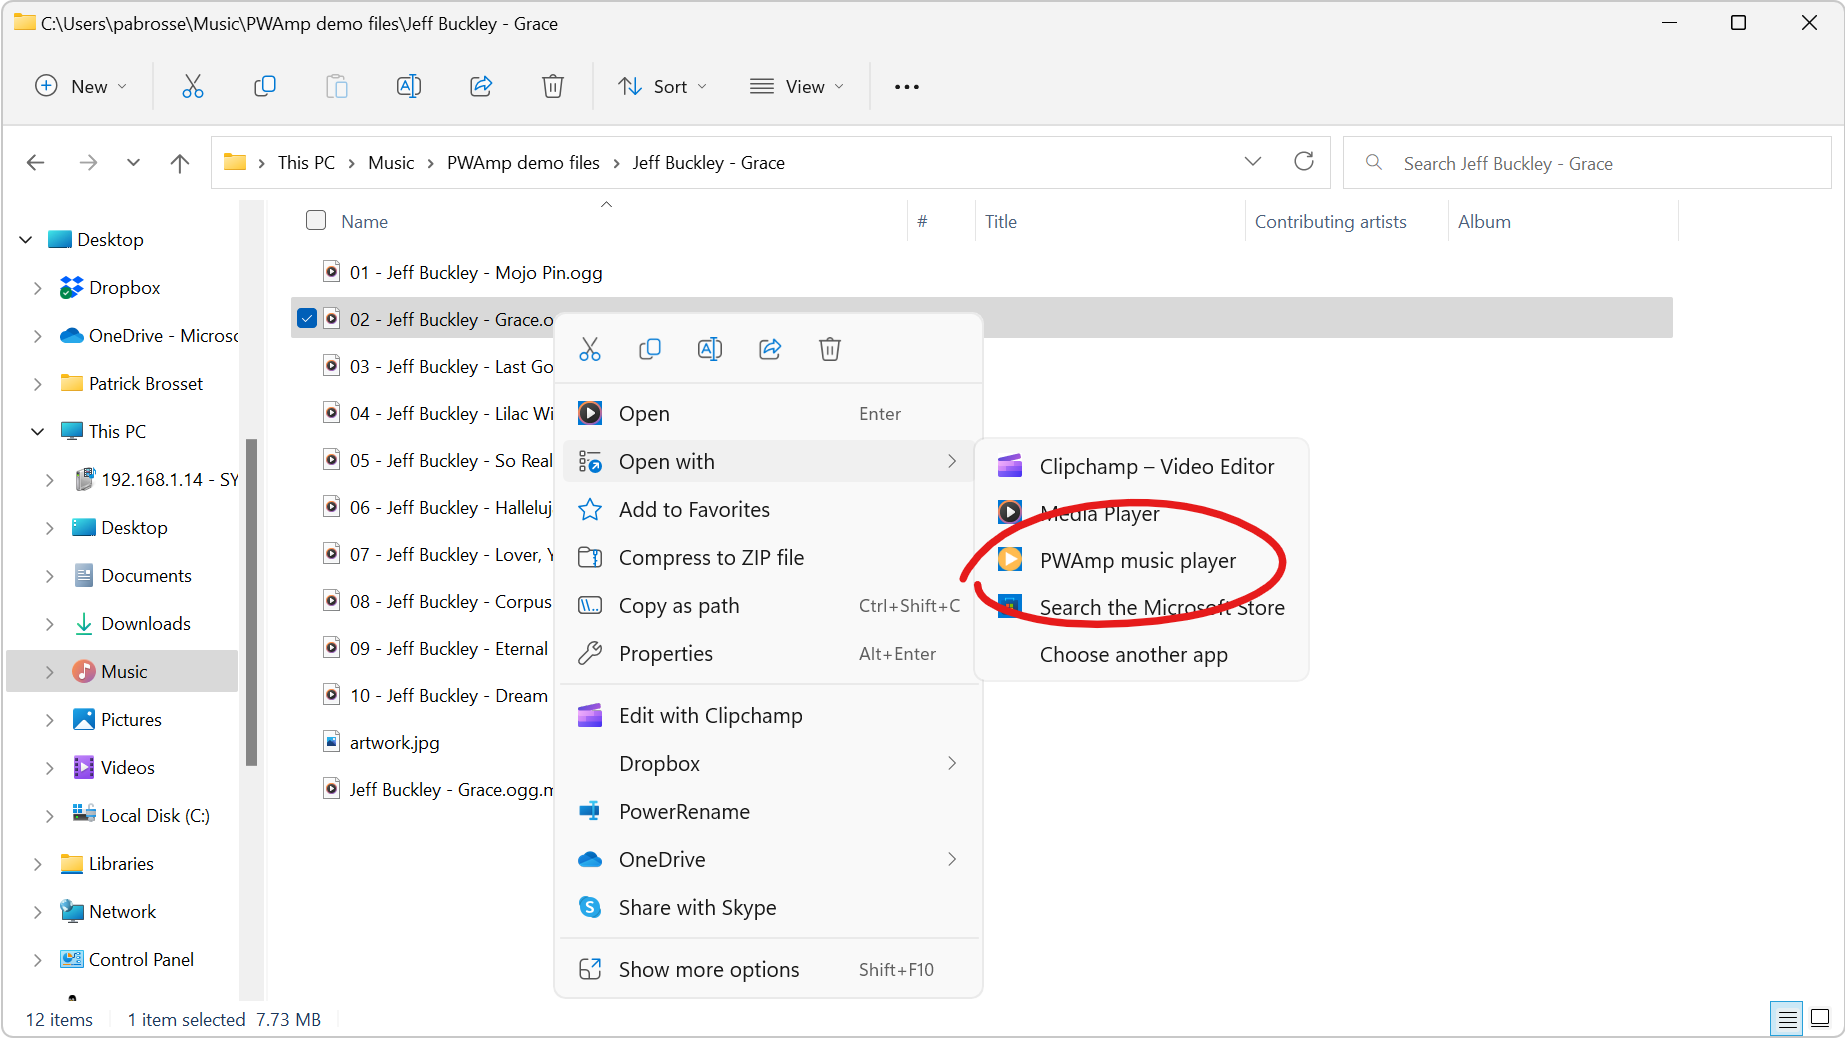 C:\Users\pabrosse\Music\PWAmp demo files\Jeff Buckley - Grace
New
Sort
View
This PC
Music
PWAmp demo files
Jeff Buckley - Grace
Search Jeff Buckley - Grace
Name
#
Title
Contributing artists
Album
Desktop
Dropbox
OneDrive - Microso
Patrick Brosset
This PC
192.168.1.14 - SY
Desktop
Documents
Downloads
Music
Pictures
Videos
Local Disk (C:)
Libraries
Network
Control Panel
01 - Jeff Buckley - Mojo Pin.ogg
02 - Jeff Buckley - Grace.o
03 - Jeff Buckley - Last Go
04 - Jeff Buckley - Lilac Wi
05 - Jeff Buckley - So Real
06 - Jeff Buckley - Halleluj
07 - Jeff Buckley - Lover, Y
08 - Jeff Buckley - Corpus
09 - Jeff Buckley - Eternal
10 - Jeff Buckley - Dream
artwork.jpg
Jeff Buckley - Grace.ogg.m
Open Enter
Open with
Add to Favorites
Compress to ZIP file
Copy as path Ctrl+Shift+C
Properties Alt+Enter
Edit with Clipchamp
Dropbox
PowerRename
OneDrive
Share with Skype
Show more options Shift+F10
Clipchamp – Video Editor
Media Player
PWAmp music player
Search the Microsoft Store
Choose another app
12 items
1 item selected 7.73 MB